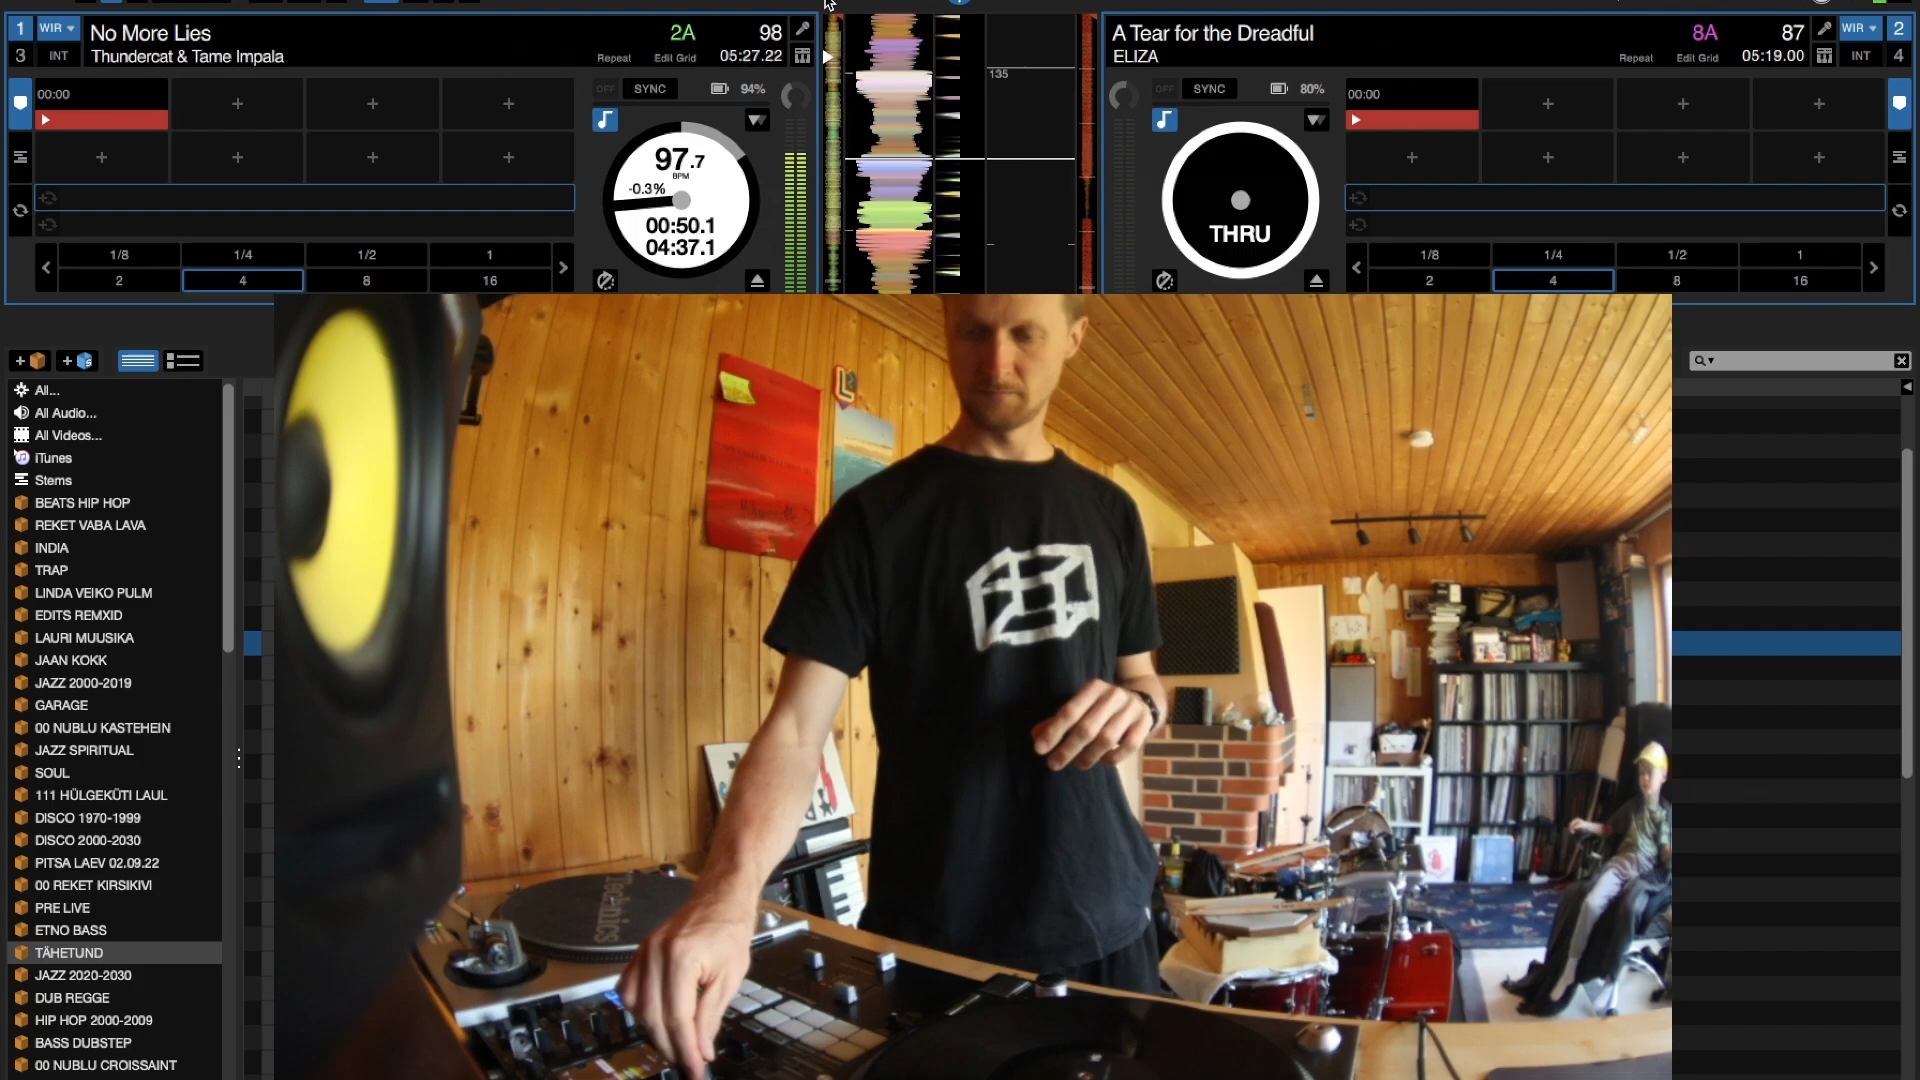 1 WIR No More Lies 2A 98
3 INT Thundercat & Tame Impala Repeat Edit Grid 05:27.22
A Tear for the Dreadful 8A 87 WIR 2
ELIZA Repeat Edit Grid 05:19.00 INT 4
135
00:00
OFF SYNC 94%
97.7
BPM
-0.3%
00:50.1
04:37.1
1/8 1/4 1/2 1
2 4 8 16
OFF SYNC 80%
THRU
00:00
1/8 1/4 1/2 1
2 4 8 16
All...
All Audio...
All Videos...
iTunes
Stems
BEATS HIP HOP
REKET VABA LAVA
INDIA
TRAP
LINDA VEIKO PULM
EDITS REMXID
LAURI MUUSIKA
JAAN KOKK
JAZZ 2000-2019
GARAGE
00 NUBLU KASTEHEIN
JAZZ SPIRITUAL
SOUL
111 HÜLGEKÜTI LAUL
DISCO 1970-1999
DISCO 2000-2030
PITSA LAEV 02.09.22
00 REKET KIRSIKIVI
PRE LIVE
ETNO BASS
TÄHETUND
JAZZ 2020-2030
DUB REGGE
HIP HOP 2000-2009
BASS DUBSTEP
00 NUBLU CROISSAINT
Technics